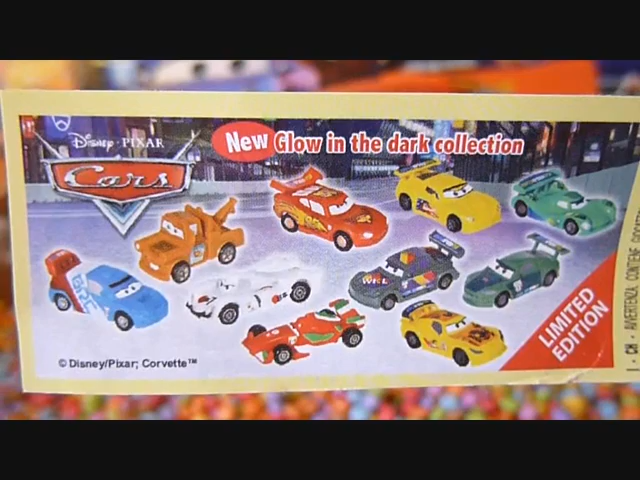 Disney · PIXAR
Cars
New Glow in the dark collection
LIMITED
EDITION
© Disney/Pixar; Corvette™